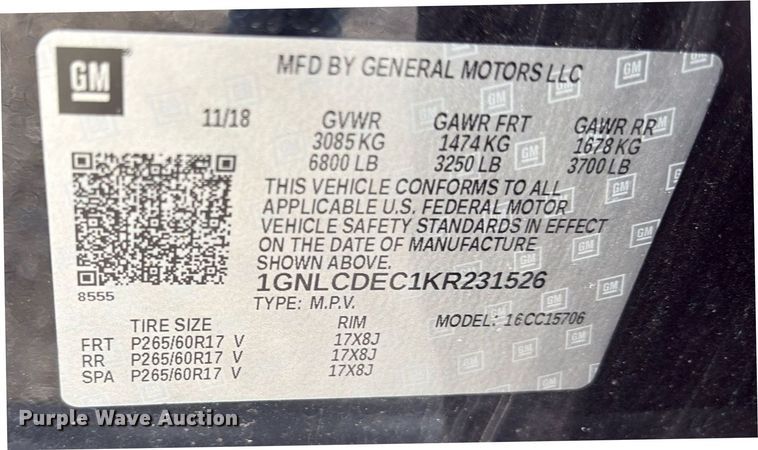 GM
MFD BY GENERAL MOTORS LLC
11/18 GVWR GAWR FRT GAWR RR
3085 KG 1474 KG 1678 KG
6800 LB 3250 LB 3700 LB
THIS VEHICLE CONFORMS TO ALL
APPLICABLE U.S. FEDERAL MOTOR
VEHICLE SAFETY STANDARDS IN EFFECT
ON THE DATE OF MANUFACTURE
SHOWN ABOVE.
8555
1GNLCDEC1KR231526
TYPE: M.P.V.
TIRE SIZE RIM MODEL: 16CC15706
FRT P265/60R17 V 17X8J
RR P265/60R17 V 17X8J
SPA P265/60R17 V 17X8J
Purple Wave Auction